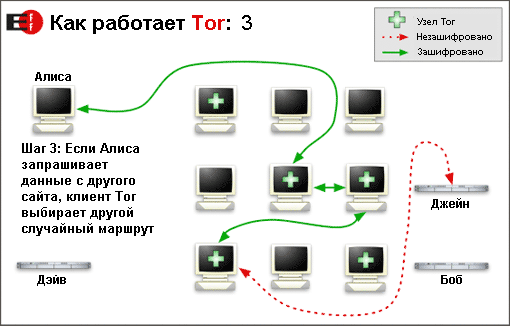 Eff Как работает Tor: 3
Узел Tor
Незашифровано
Зашифровано
Алиса
Шаг 3: Если Алиса
запрашивает
данные с другого
сайта, клиент Tor
выбирает другой
случайный маршрут
Джейн
Дэйв
Боб